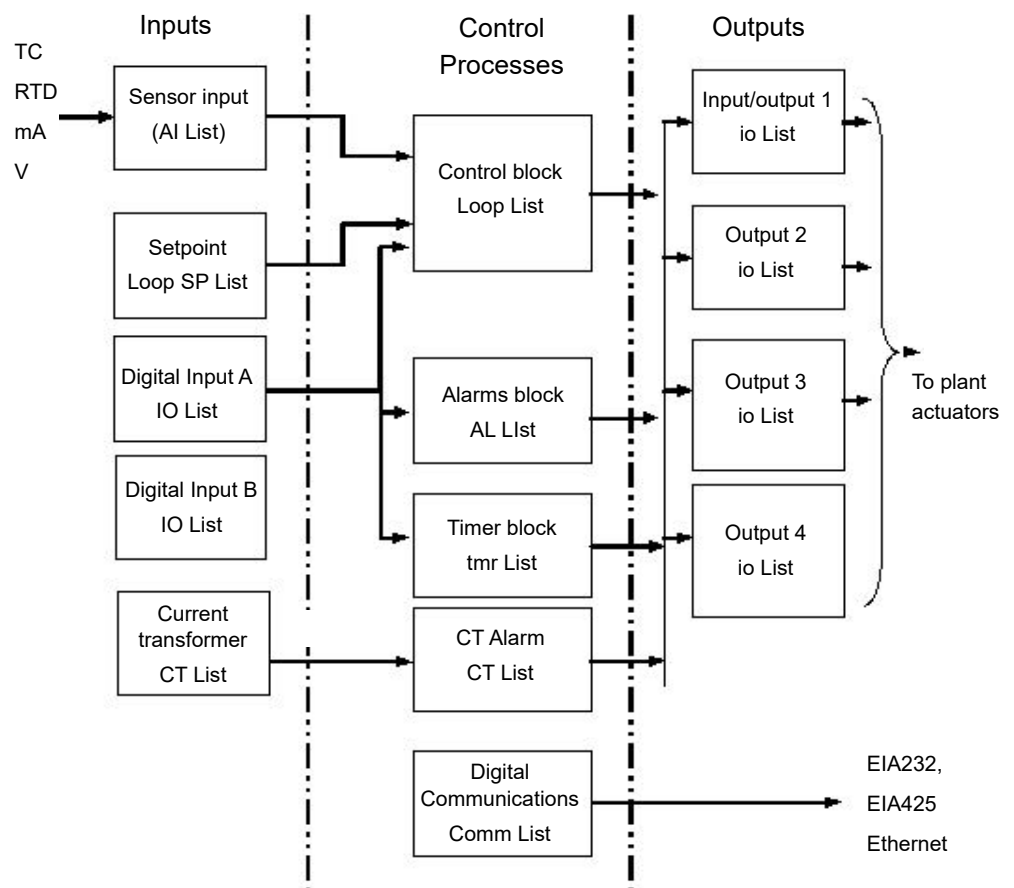 Inputs
Control
Processes
Outputs
TC
RTD
mA
V
Sensor input
(AI List)
Setpoint
Loop SP List
Digital Input A
IO List
Digital Input B
IO List
Current
transformer
CT List
Control block
Loop List
Alarms block
AL LIst
Timer block
tmr List
CT Alarm
CT List
Digital
Communications
Comm List
Input/output 1
io List
Output 2
io List
Output 3
io List
Output 4
io List
To plant
actuators
EIA232,
EIA425
Ethernet